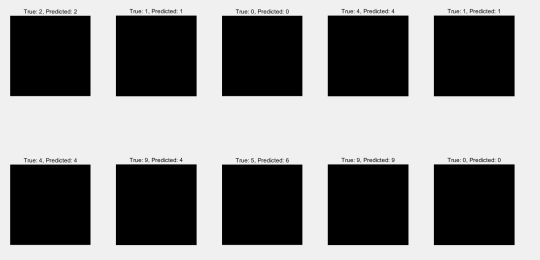 True: 2, Predicted: 2
True: 1, Predicted: 1
True: 0, Predicted: 0
True: 4, Predicted: 4
True: 1, Predicted: 1
True: 4, Predicted: 4
True: 9, Predicted: 4
True: 5, Predicted: 6
True: 9, Predicted: 9
True: 0, Predicted: 0